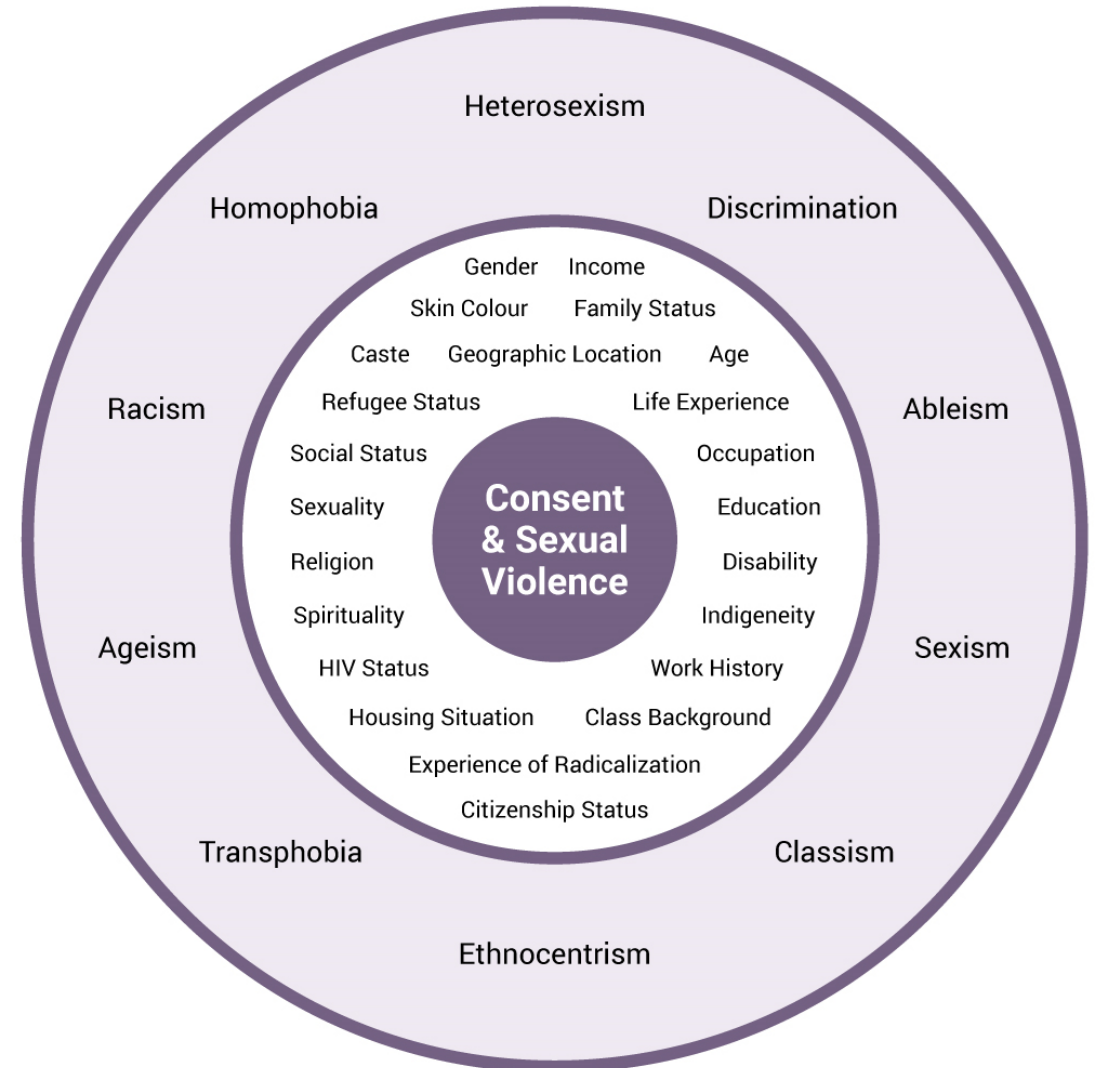 Heterosexism
Homophobia Discrimination
Gender Income
Skin Colour Family Status
Caste Geographic Location Age
Refugee Status Life Experience
Racism Ableism
Social Status Occupation
Consent
& Sexual
Violence
Sexuality Education
Religion Disability
Spirituality Indigeneity
Ageism Sexism
HIV Status Work History
Housing Situation Class Background
Experience of Radicalization
Citizenship Status
Transphobia Classism
Ethnocentrism